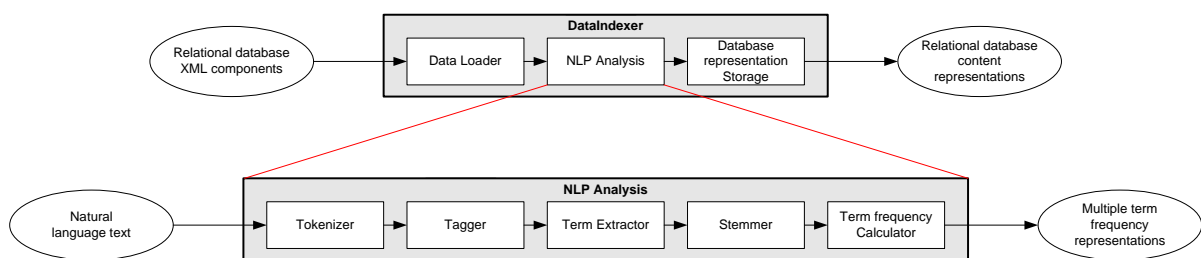 DataIndexer
Relational database
XML components
Data Loader
NLP Analysis
Database
representation
Storage
Relational database
content
representations
NLP Analysis
Natural
language text
Tokenizer
Tagger
Term Extractor
Stemmer
Term frequency
Calculator
Multiple term
frequency
representations